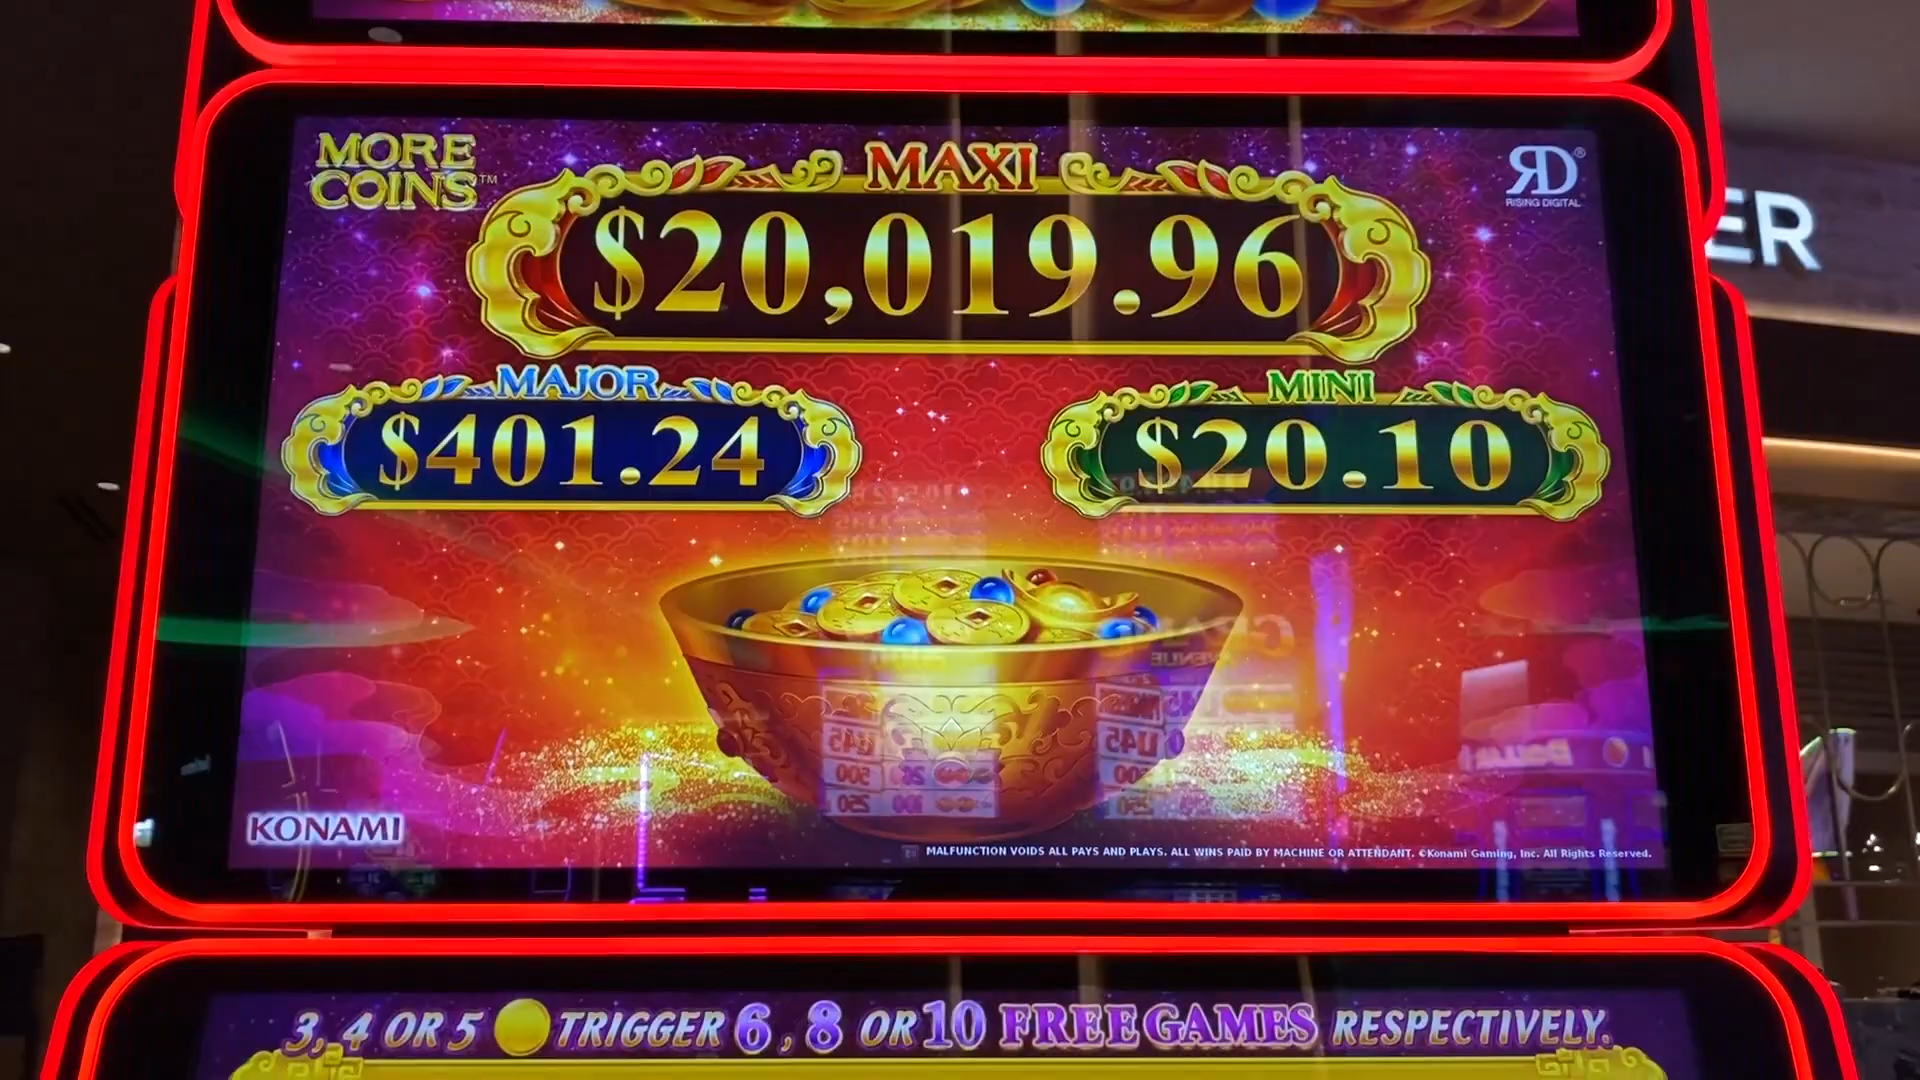 MORE
COINS™
MAXI
$20,019.96
RD®
RISING DIGITAL
MAJOR
$401.24
MINI
$20.10
ER
KONAMI
MALFUNCTION VOIDS ALL PAYS AND PLAYS. ALL WINS PAID BY MACHINE OR ATTENDANT. ©Konami Gaming, Inc. All Rights Reserved.
3, 4 OR 5 TRIGGER 6, 8 OR 10 FREE GAMES RESPECTIVELY.